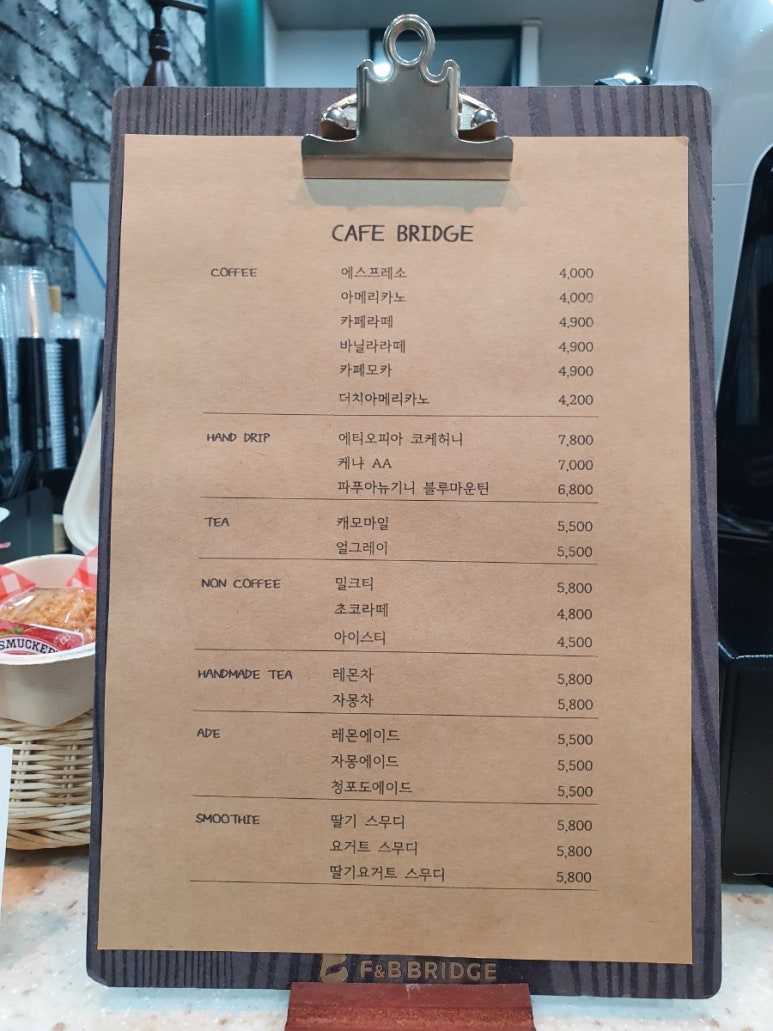 CAFE BRIDGE
COFFEE 에스프레소 4,000
아메리카노 4,000
카페라떼 4,900
바닐라라떼 4,900
카페모카 4,900
더치아메리카노 4,200
HAND DRIP 에티오피아 코케허니 7,800
케냐 AA 7,000
파푸아뉴기니 블루마운틴 6,800
TEA 캐모마일 5,500
얼그레이 5,500
NON COFFEE 밀크티 5,800
초코라떼 4,800
아이스티 4,500
HANDMADE TEA 레몬차 5,800
자몽차 5,800
ADE 레몬에이드 5,500
자몽에이드 5,500
청포도에이드 5,500
SMOOTHIE 딸기 스무디 5,800
요거트 스무디 5,800
딸기요거트 스무디 5,800
F&B BRIDGE
SMUCKER